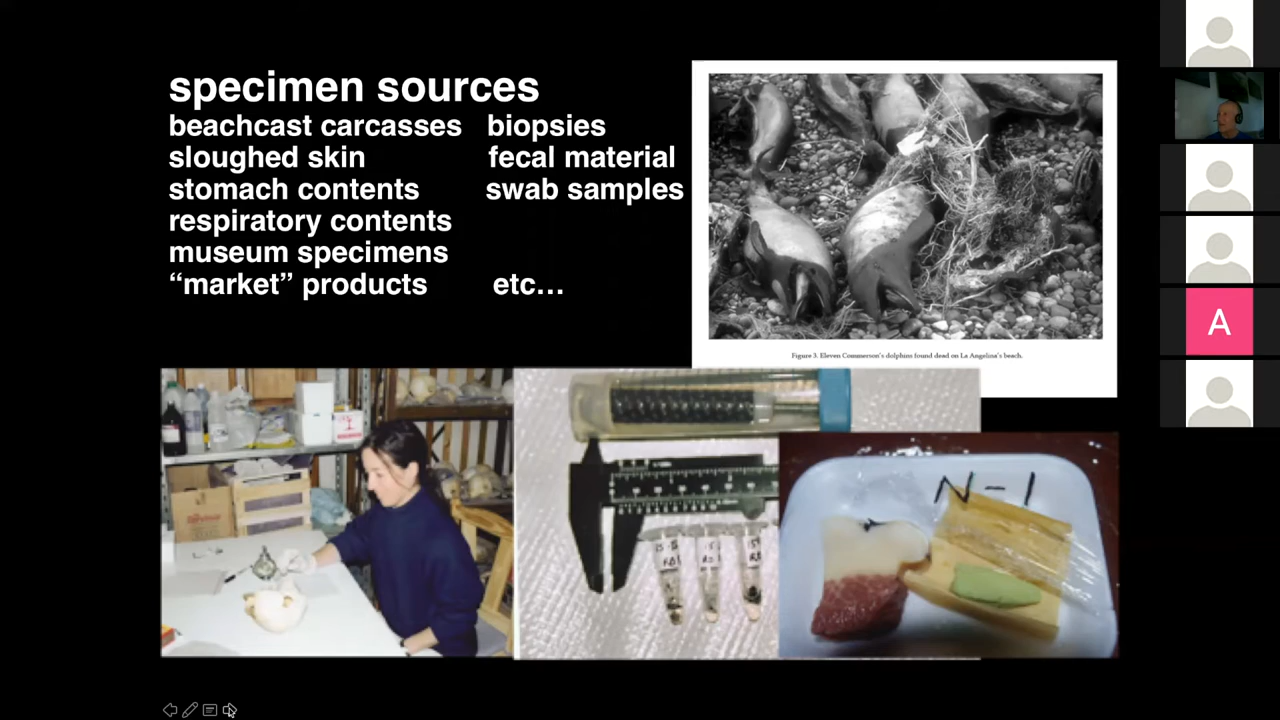 specimen sources
beachcast carcasses biopsies
sloughed skin fecal material
stomach contents swab samples
respiratory contents
museum specimens
“market” products etc...
Figure 3. Eleven Commerson's dolphins found dead on La Angelina's beach.
N-1
A